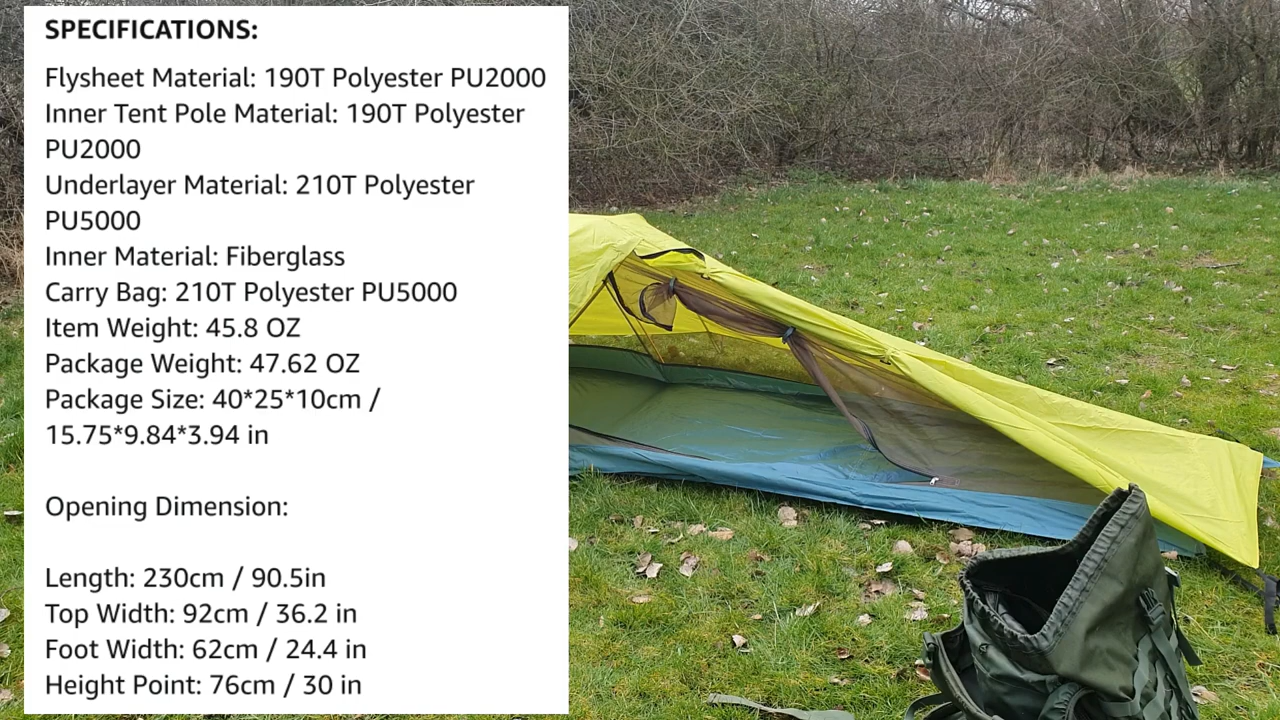 SPECIFICATIONS:
Flysheet Material: 190T Polyester PU2000
Inner Tent Pole Material: 190T Polyester
PU2000
Underlayer Material: 210T Polyester
PU5000
Inner Material: Fiberglass
Carry Bag: 210T Polyester PU5000
Item Weight: 45.8 OZ
Package Weight: 47.62 OZ
Package Size: 40*25*10cm /
15.75*9.84*3.94 in
Opening Dimension:
Length: 230cm / 90.5in
Top Width: 92cm / 36.2 in
Foot Width: 62cm / 24.4 in
Height Point: 76cm / 30 in